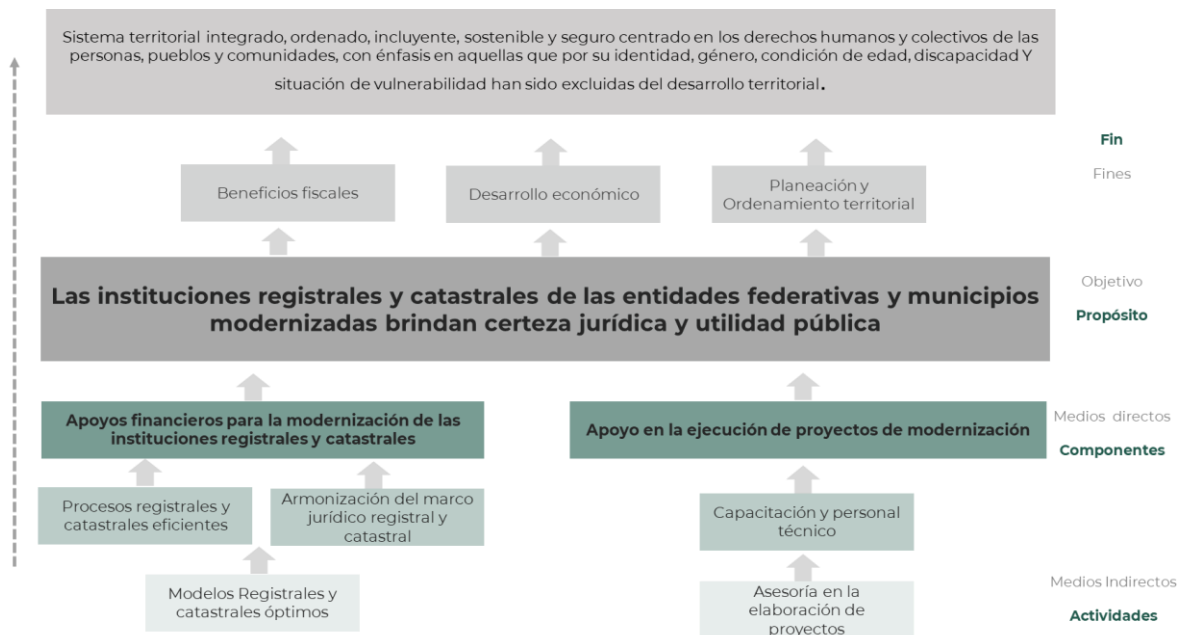 Sistema territorial integrado, ordenado, incluyente, sostenible y seguro centrado en los derechos humanos y colectivos de las
personas, pueblos y comunidades, con énfasis en aquellas que por su identidad, género, condición de edad, discapacidad Y
situación de vulnerabilidad han sido excluidas del desarrollo territorial.
Fin
Fines
Beneficios fiscales
Desarrollo económico
Planeación y
Ordenamiento territorial
Las instituciones registrales y catastrales de las entidades federativas y municipios
modernizadas brindan certeza jurídica y utilidad pública
Objetivo
Propósito
Apoyos financieros para la modernización de las
instituciones registrales y catastrales
Apoyo en la ejecución de proyectos de modernización
Medios directos
Componentes
Procesos registrales y
catastrales eficientes
Armonización del marco
jurídico registral y
catastral
Capacitación y personal
técnico
Modelos Registrales y
catastrales óptimos
Asesoría en la
elaboración de
proyectos
Medios Indirectos
Actividades